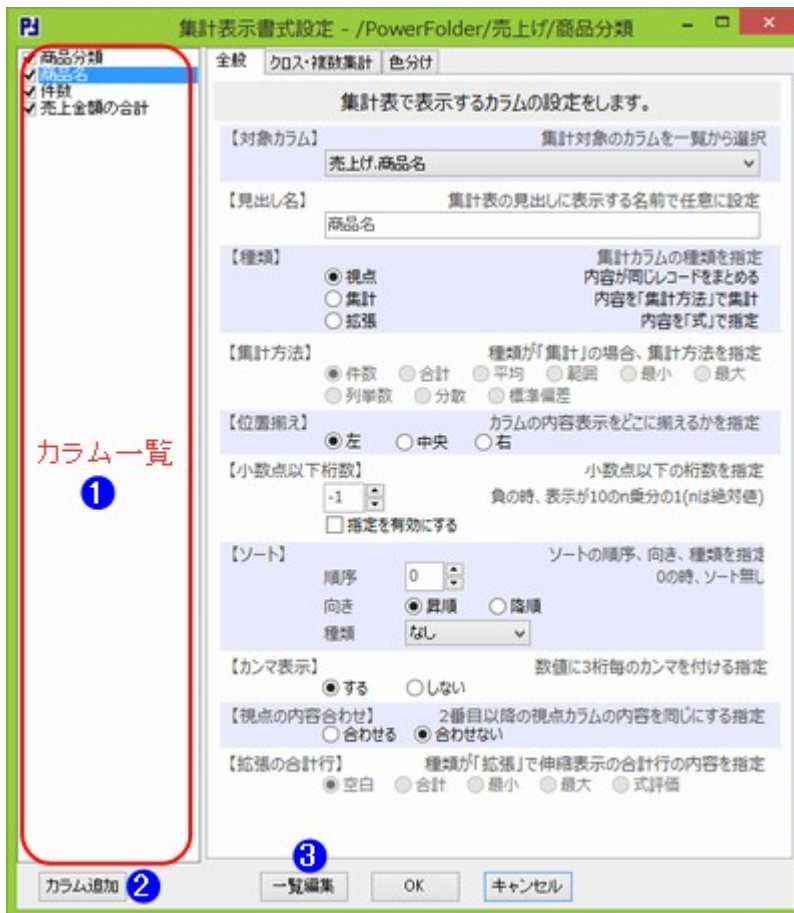 集計表示書式設定 - /PowerFolder/売上げ/商品分類
商品分類
商品名
件数
売上金額の合計
カラム一覧
1
全般 クロス・複数集計 色分け
集計表で表示するカラムの設定をします。
【対象カラム】 集計対象のカラムを一覧から選択
売上げ.商品名
【見出し名】 集計表の見出しに表示する名前で任意に設定
商品名
【種類】 集計カラムの種類を指定
視点 内容が同じレコードをまとめる
集計 内容を「集計方法」で集計
拡張 内容を「式」で指定
【集計方法】 種類が「集計」の場合、集計方法を指定
件数 合計 平均 範囲 最小 最大
列挙数 分散 標準偏差
【位置揃え】 カラムの内容表示をどこに揃えるかを指定
左 中央 右
【小数点以下桁数】 小数点以下の桁数を指定
-1 負の時、表示が10のn乗分の1(nは絶対値)
指定を有効にする
【ソート】 ソートの順序、向き、種類を指定
順序 0 0の時、ソート無し
向き 昇順 降順
種類 なし
【カンマ表示】 数値に3桁毎のカンマを付ける指定
する しない
【視点の内容合わせ】 2番目以降の視点カラムの内容を同じにする指定
合わせる 合わせない
【拡張の合計行】 種類が「拡張」で伸縮表示の合計行の内容を指定
空白 合計 最小 最大 式評価
3
カラム追加 2 一覧編集 OK キャンセル